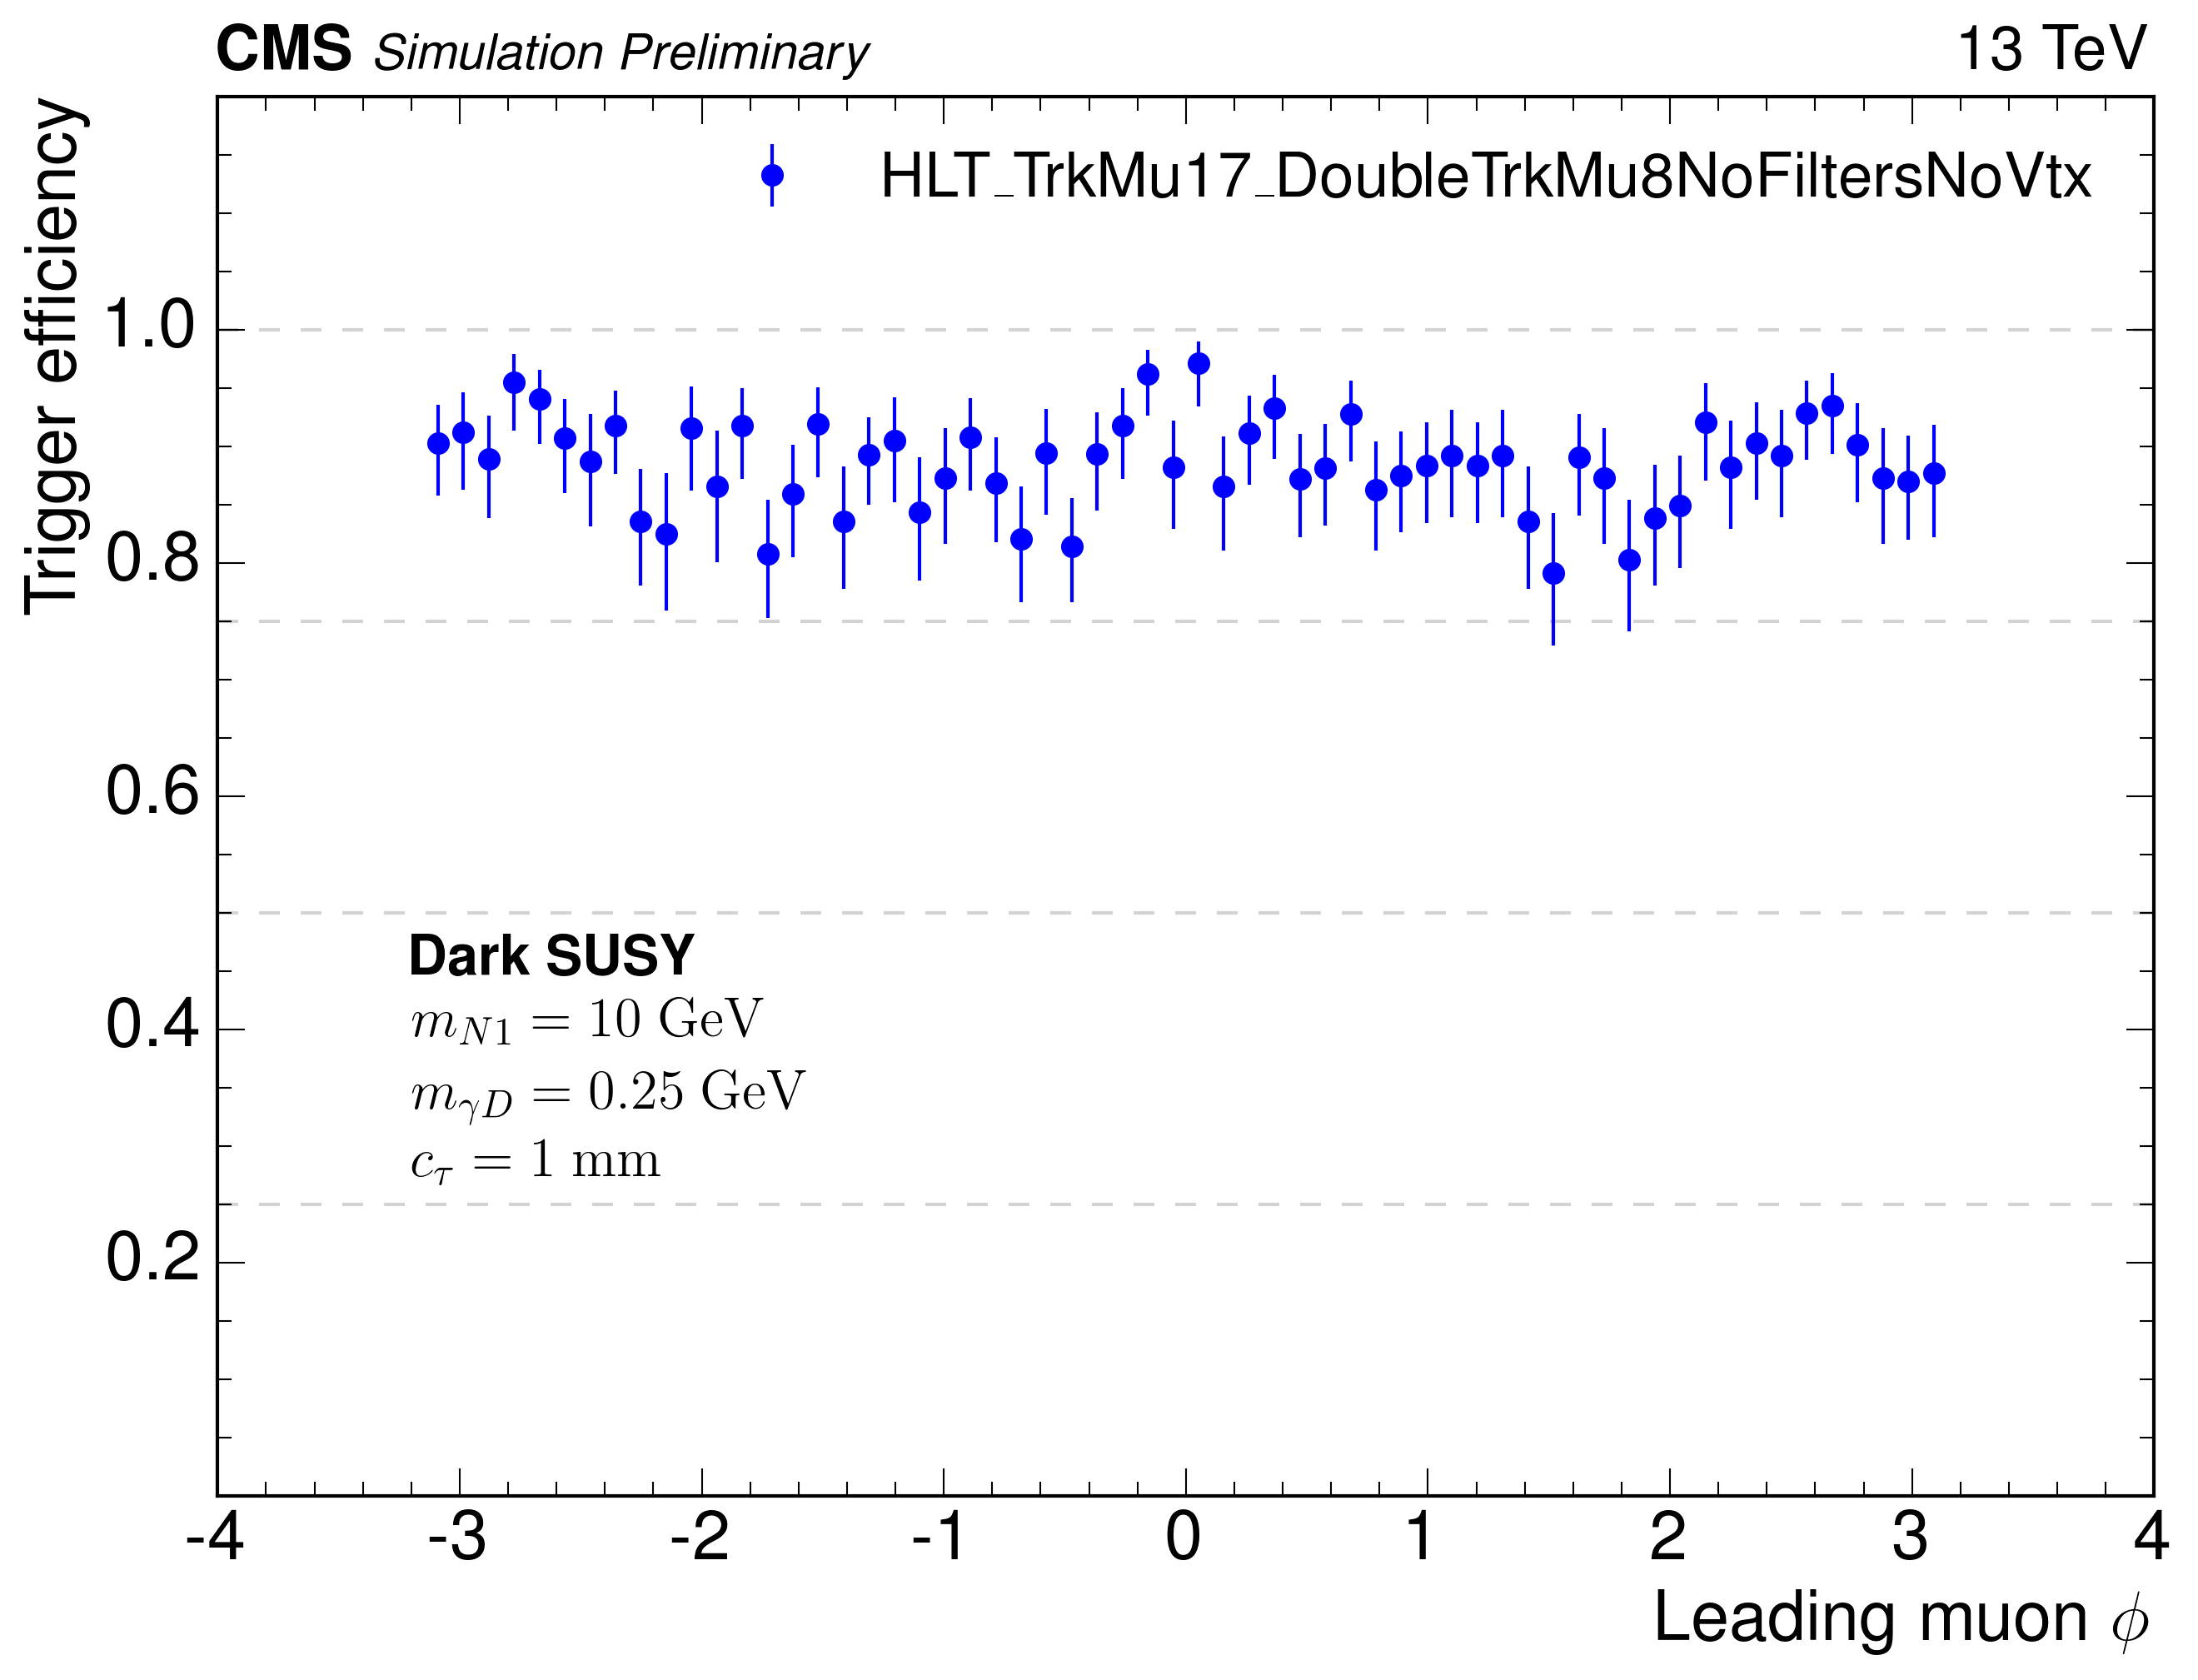 CMS Simulation Preliminary 13 TeV
Trigger efficiency
HLT_TrkMu17_DoubleTrkMu8NoFiltersNoVtx
1.0
0.8
0.6
0.4
0.2
Dark SUSY
m_{N1} = 10 GeV
m_{γD} = 0.25 GeV
c_τ = 1 mm
-4 -3 -2 -1 0 1 2 3 4
Leading muon ϕ